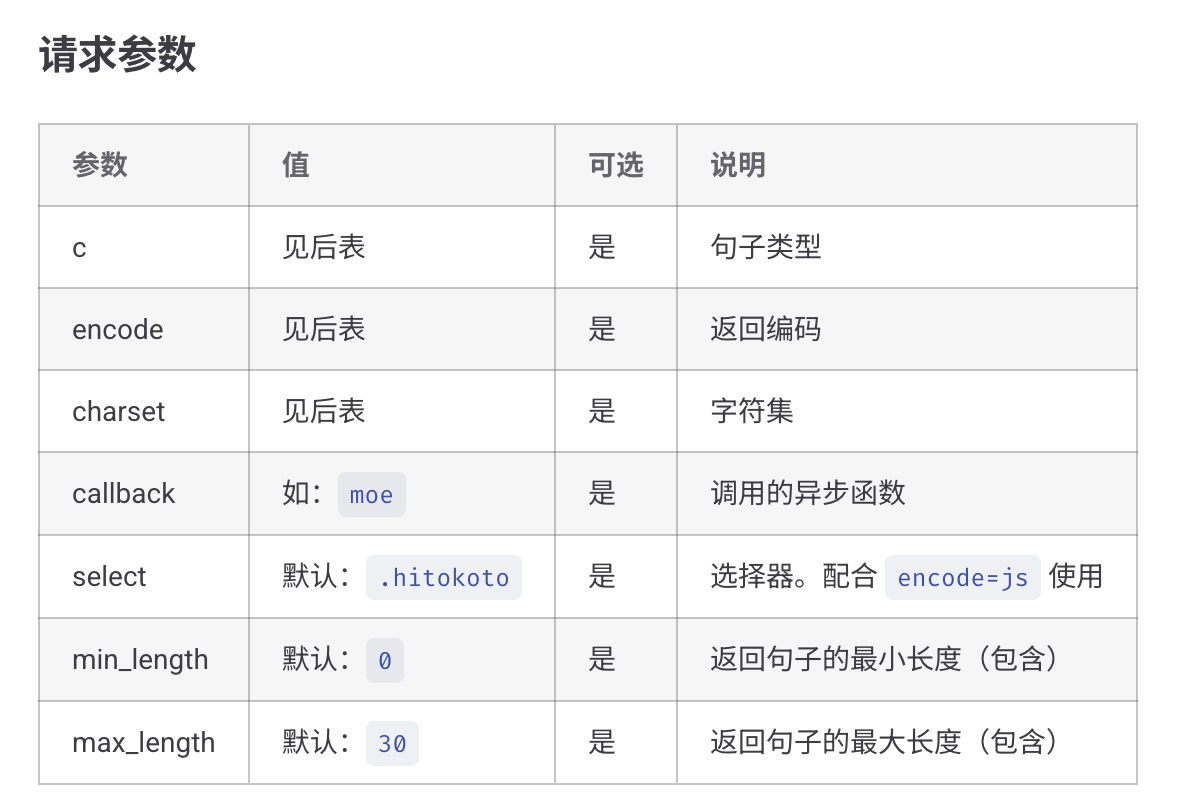 请求参数
参数 值 可选 说明
c 见后表 是 句子类型
encode 见后表 是 返回编码
charset 见后表 是 字符集
callback 如：moe 是 调用的异步函数
select 默认：.hitokoto 是 选择器。配合 encode=js 使用
min_length 默认：0 是 返回句子的最小长度（包含）
max_length 默认：30 是 返回句子的最大长度（包含）